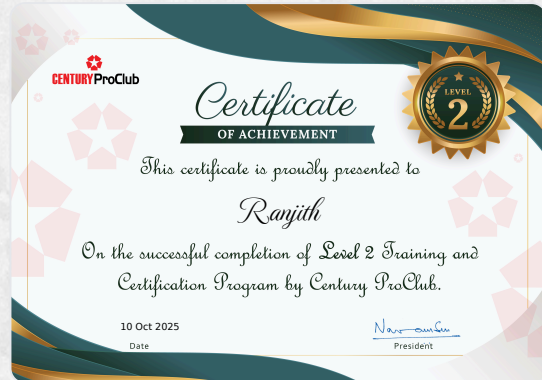 CENTURY ProClub
Certificate
OF ACHIEVEMENT
LEVEL
2
This certificate is proudly presented to
Ranjith
On the successful completion of Level 2 Training and
Certification Program by Century ProClub.
10 Oct 2025
Date
President